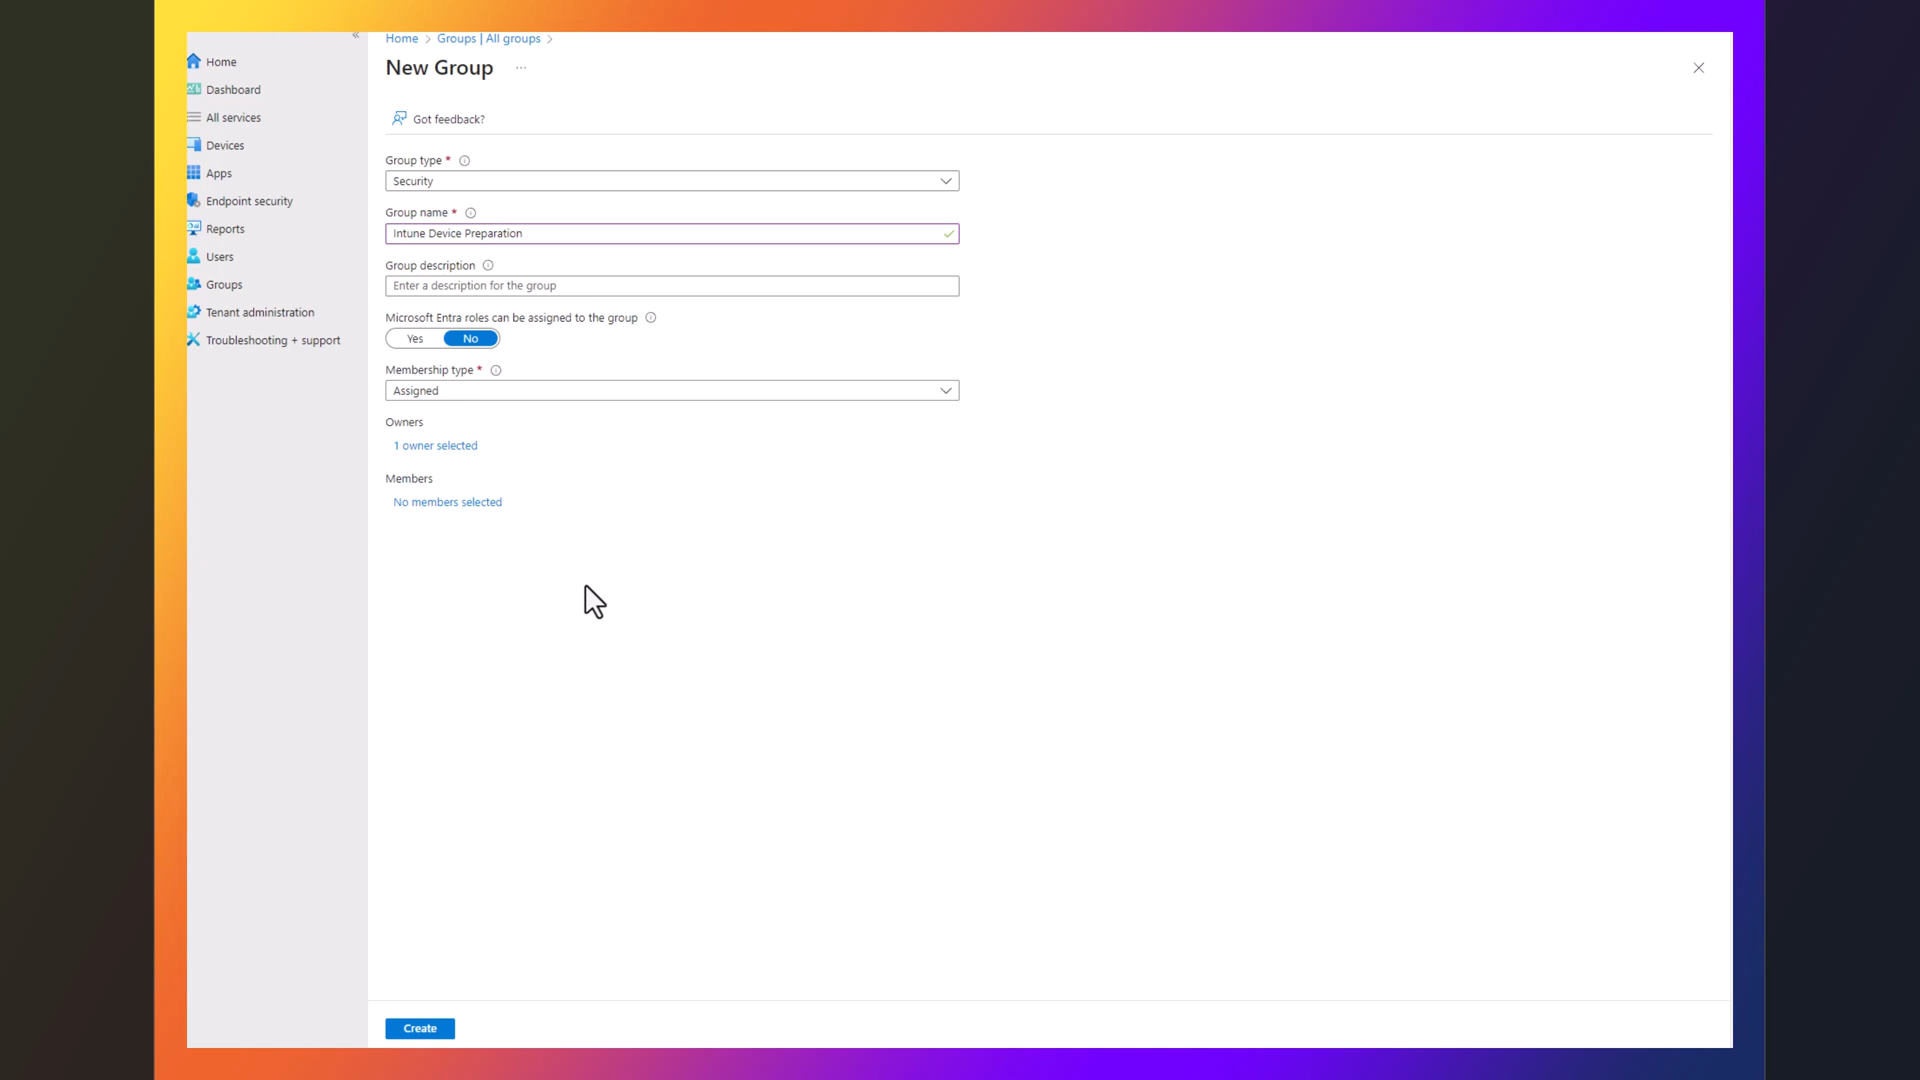 Home > Groups | All groups >
New Group ...
Home
Dashboard
All services
Devices
Apps
Endpoint security
Reports
Users
Groups
Tenant administration
Troubleshooting + support
Got feedback?
Group type *
Security
Group name *
Intune Device Preparation
Group description
Enter a description for the group
Microsoft Entra roles can be assigned to the group
Yes No
Membership type *
Assigned
Owners
1 owner selected
Members
No members selected
Create